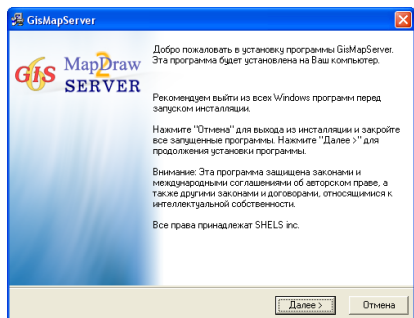 GisMapServer
GIS MapDraw
2
SERVER
Добро пожаловать в установку программы GisMapServer.
Эта программа будет установлена на Ваш компьютер.
Рекомендуем выйти из всех Windows программ перед
запуском инсталляции.
Нажмите "Отмена" для выхода из инсталляции и закройте
все запущенные программы. Нажмите "Далее >" для
продолжения установки программы.
Внимание: Эта программа защищена законами и
международными соглашениями об авторском праве, а
также другими законами и договорами, относящимися к
интеллектуальной собственности.
Все права принадлежат SHELS inc.
Далее >
Отмена